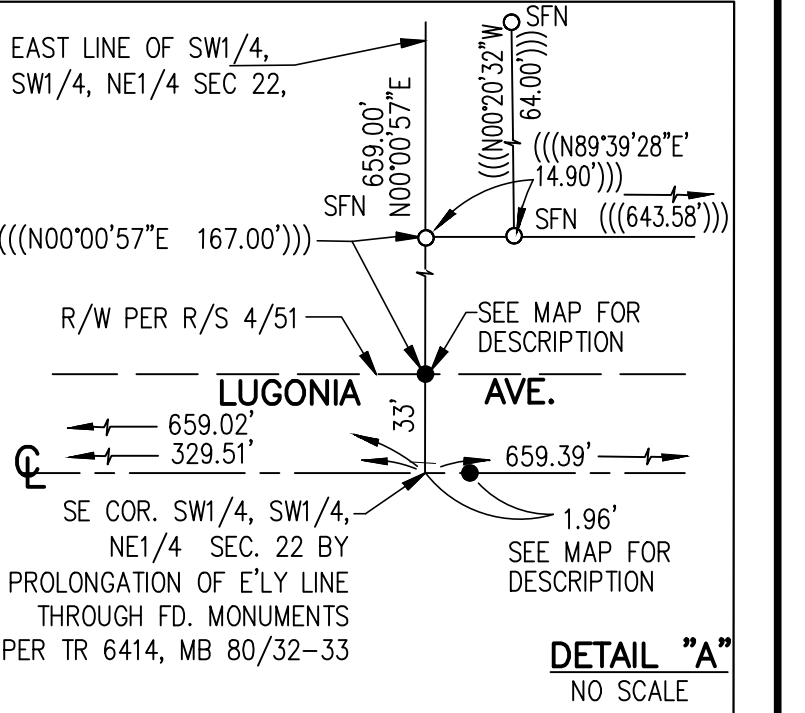 EAST LINE OF SW1/4,
SW1/4, NE1/4 SEC 22,
659.00'
N00°00'57"E
SFN
(((N00°20'32"W
64.00')))
(((N89°39'28"E'
14.90')))
SFN
SFN (((643.58')))
(((N00°00'57"E 167.00')))
R/W PER R/S 4/51
SEE MAP FOR
DESCRIPTION
LUGONIA AVE.
33'
659.02'
329.51'
659.39'
CL
SE COR. SW1/4, SW1/4,
NE1/4 SEC. 22 BY
PROLONGATION OF E'LY LINE
THROUGH FD. MONUMENTS
PER TR 6414, MB 80/32-33
1.96'
SEE MAP FOR
DESCRIPTION
DETAIL "A"
NO SCALE